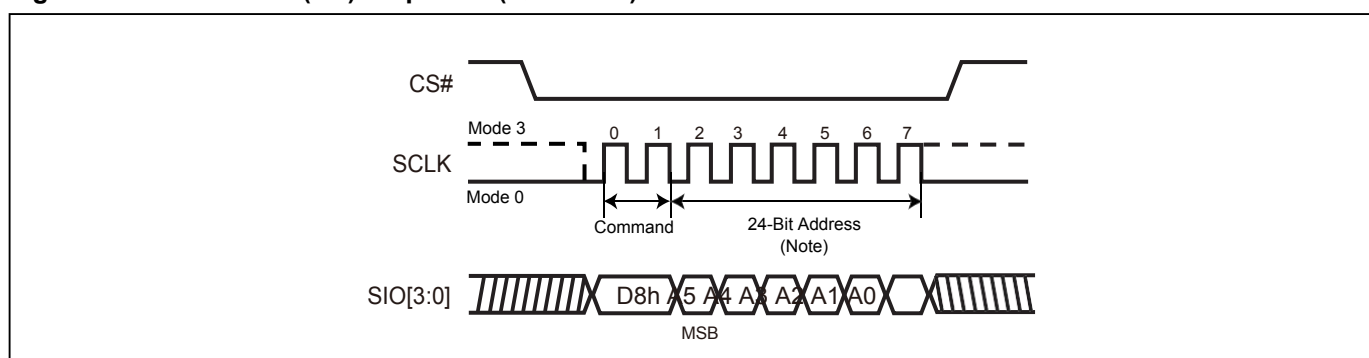 CS#
Mode 3
0 1 2 3 4 5 6 7
SCLK
Mode 0
Command
24-Bit Address
(Note)
SIO[3:0]
D8h A5 A4 A3 A2 A1 A0
MSB